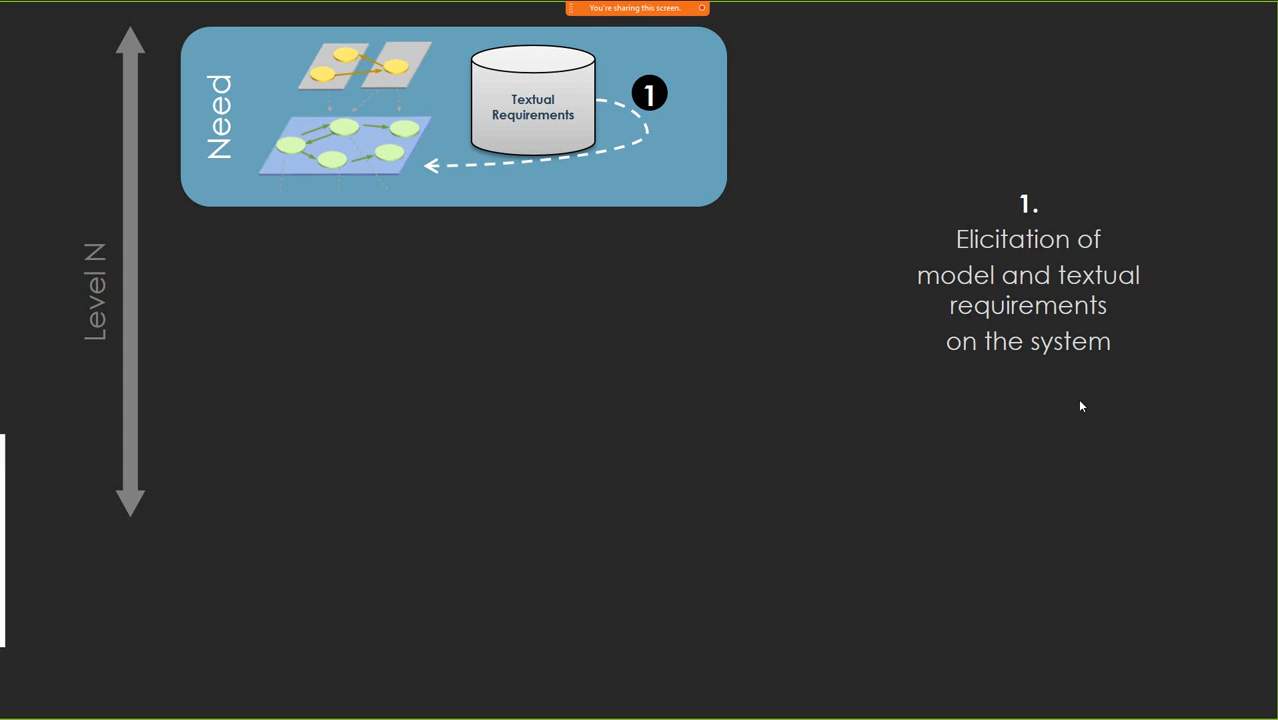 You're sharing this screen.
Need
Textual
Requirements
1
Level N
1.
Elicitation of
model and textual
requirements
on the system